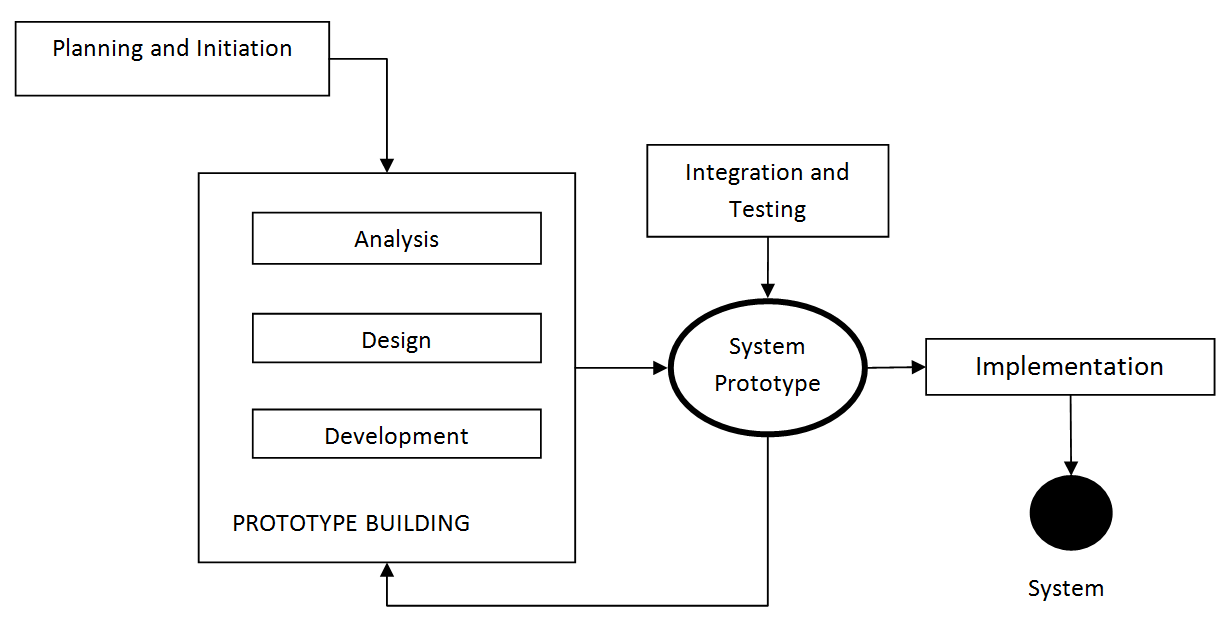 Planning and Initiation
Integration and
Testing
Analysis
Design
Development
PROTOTYPE BUILDING
System
Prototype
Implementation
System